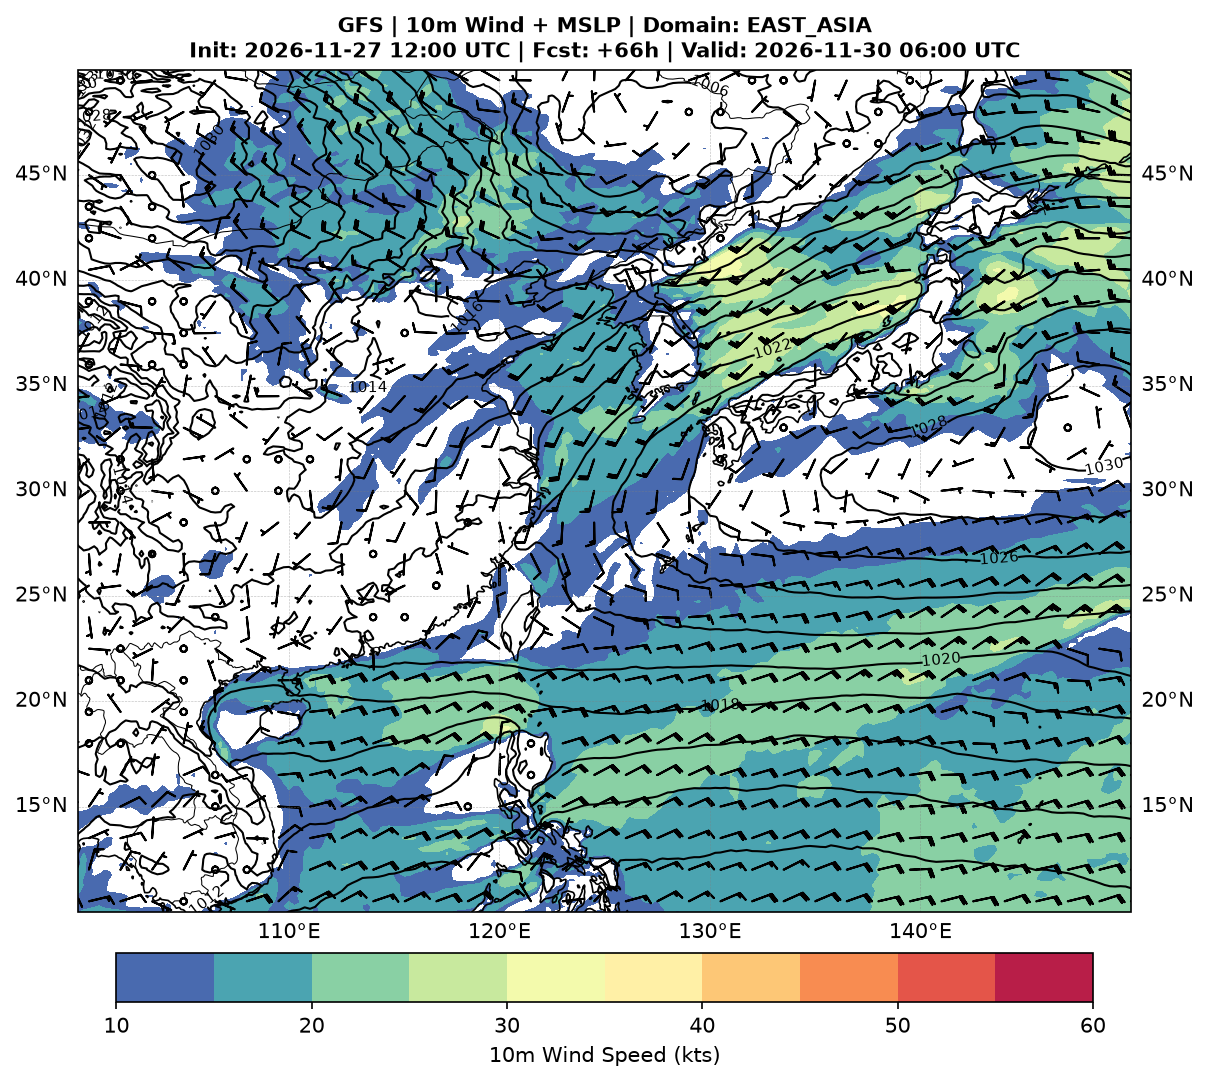 GFS | 10m Wind + MSLP | Domain: EAST_ASIA
Init: 2026-11-27 12:00 UTC | Fcst: +66h | Valid: 2026-11-30 06:00 UTC
1006
1030
45°N
45°N
40°N
40°N
1016
1022
1014
35°N
35°N
1028
1030
30°N
30°N
1026
25°N
25°N
1020
20°N
20°N
1018
15°N
15°N
110°E
120°E
130°E
140°E
10
20
30
40
50
60
10m Wind Speed (kts)